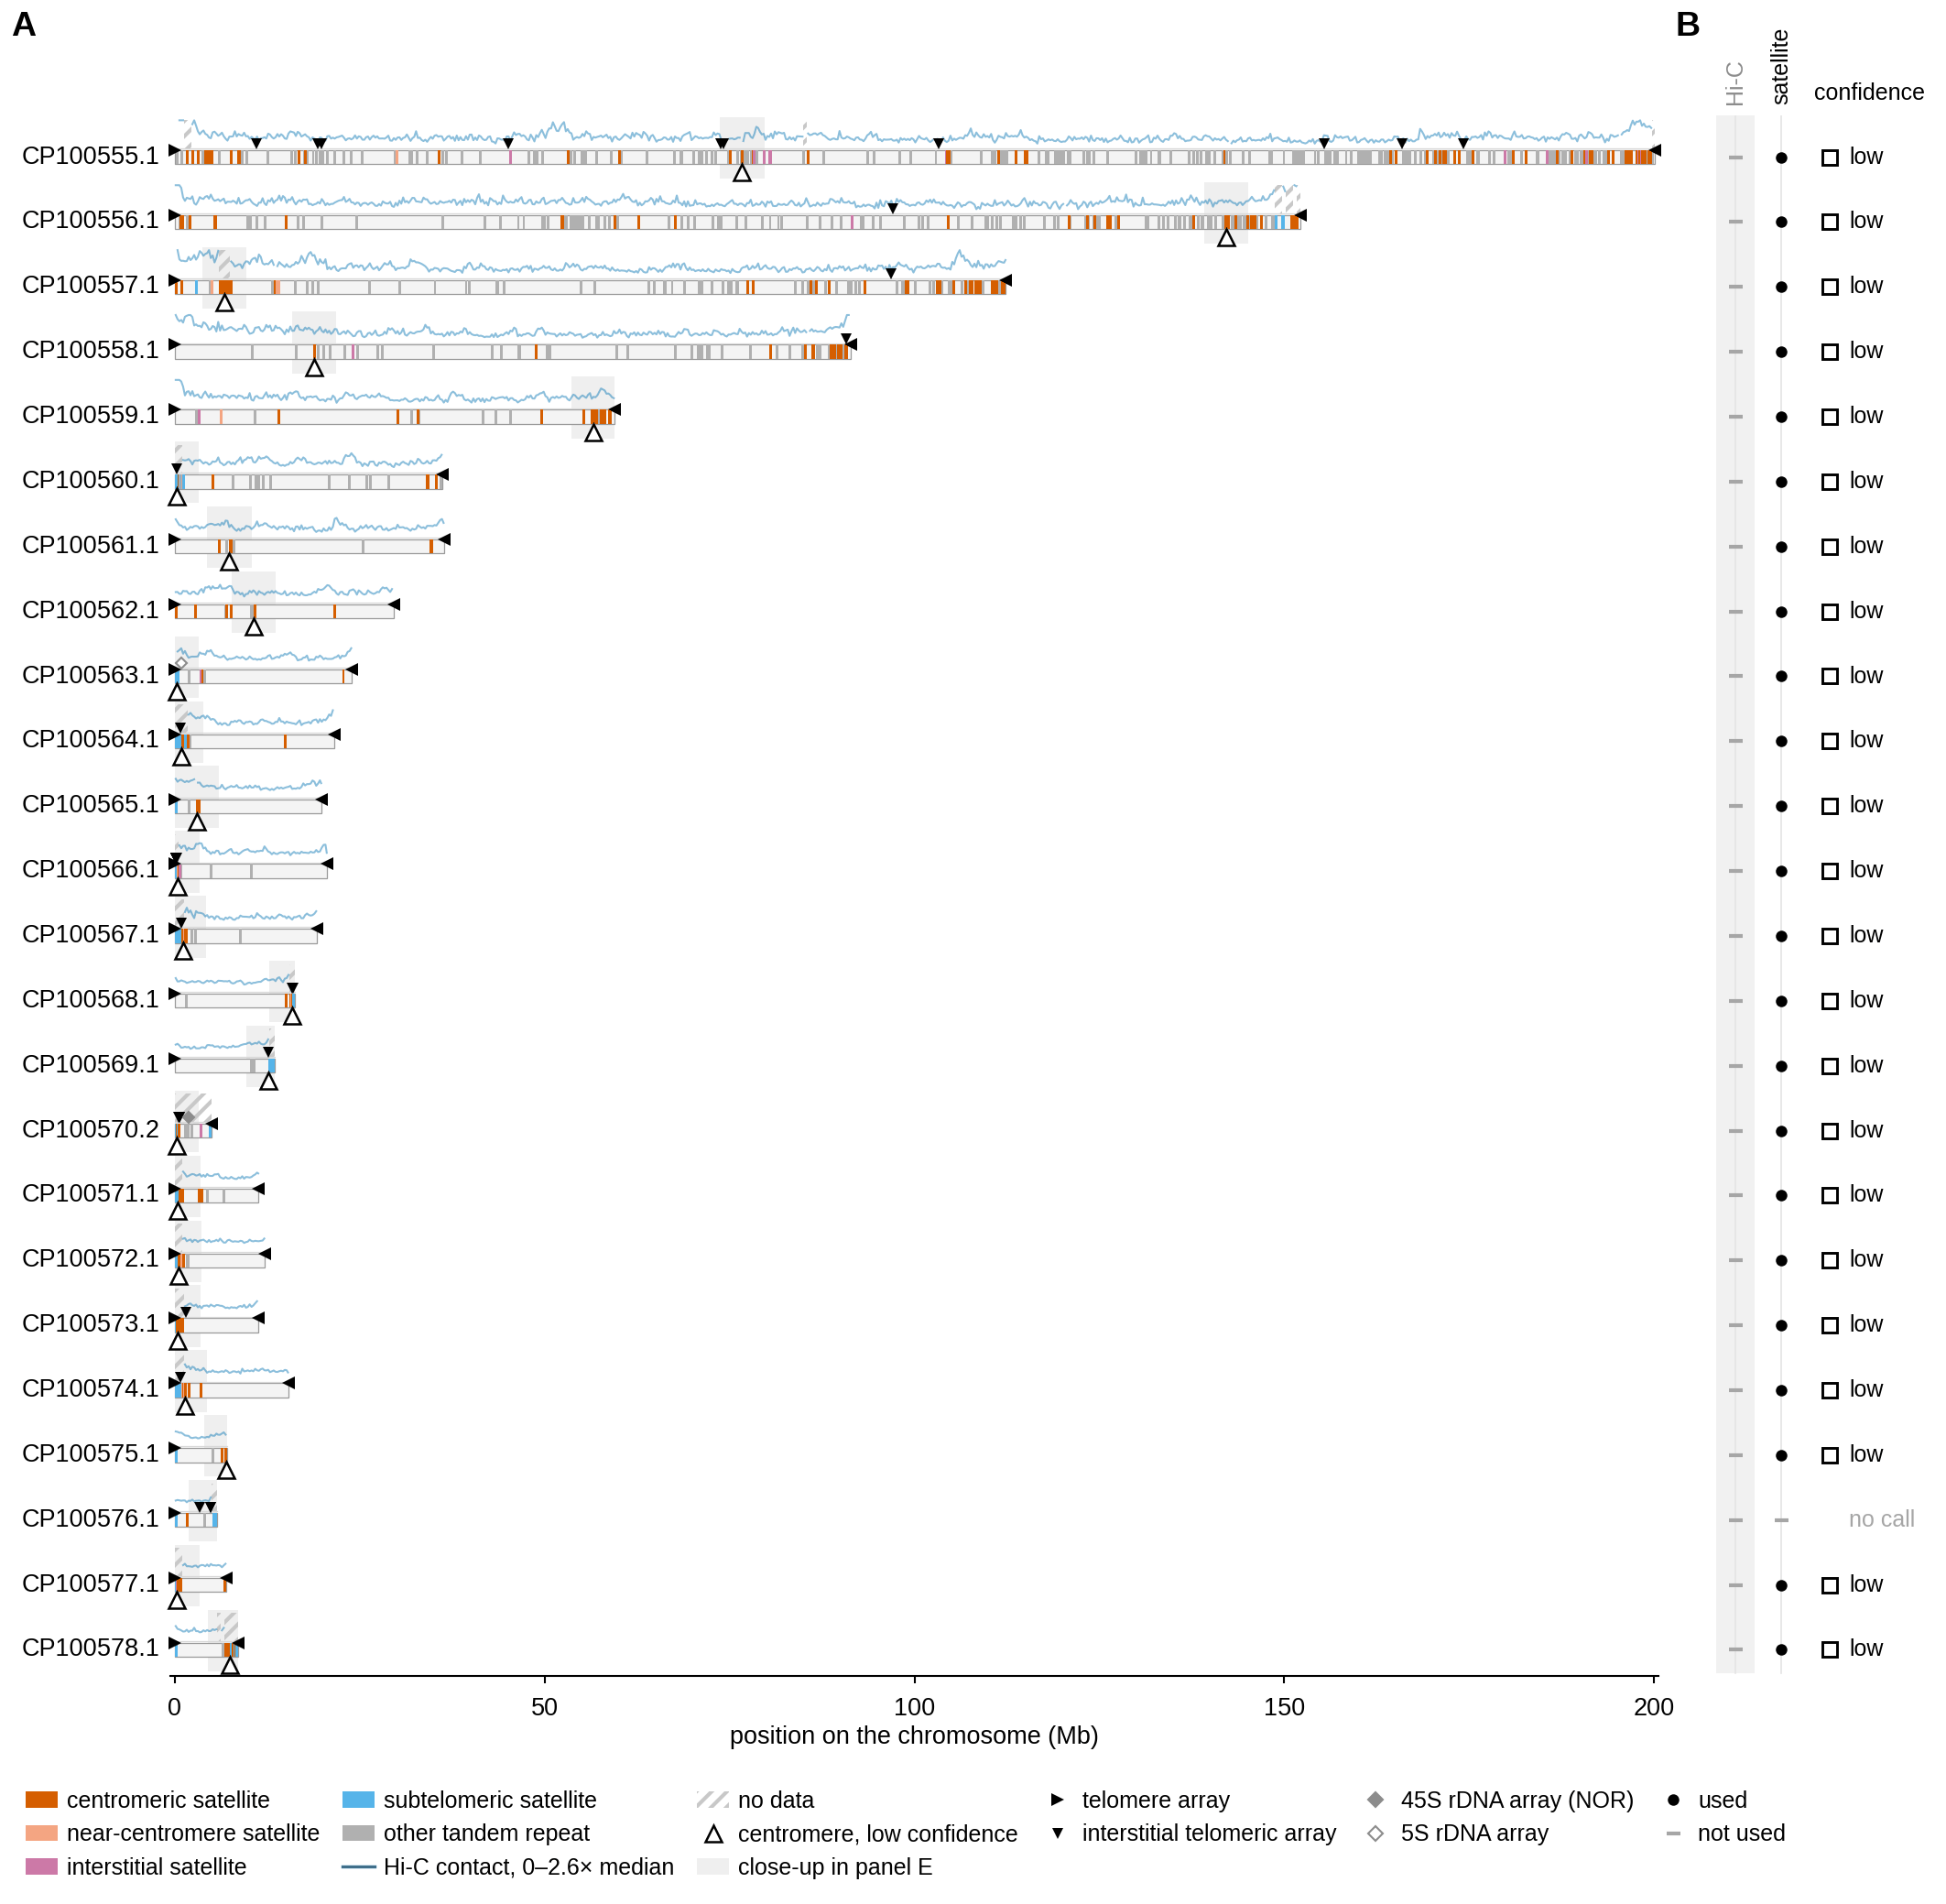 A
B
Hi-C
satellite
confidence
CP100555.1
low
CP100556.1
low
CP100557.1
low
CP100558.1
low
CP100559.1
low
CP100560.1
low
CP100561.1
low
CP100562.1
low
CP100563.1
low
CP100564.1
low
CP100565.1
low
CP100566.1
low
CP100567.1
low
CP100568.1
low
CP100569.1
low
CP100570.2
low
CP100571.1
low
CP100572.1
low
CP100573.1
low
CP100574.1
low
CP100575.1
low
CP100576.1
no call
CP100577.1
low
CP100578.1
low
0 50 100 150 200
position on the chromosome (Mb)
centromeric satellite
near-centromere satellite
interstitial satellite
subtelomeric satellite
other tandem repeat
Hi-C contact, 0–2.6× median
no data
centromere, low confidence
close-up in panel E
telomere array
interstitial telomeric array
45S rDNA array (NOR)
5S rDNA array
used
not used